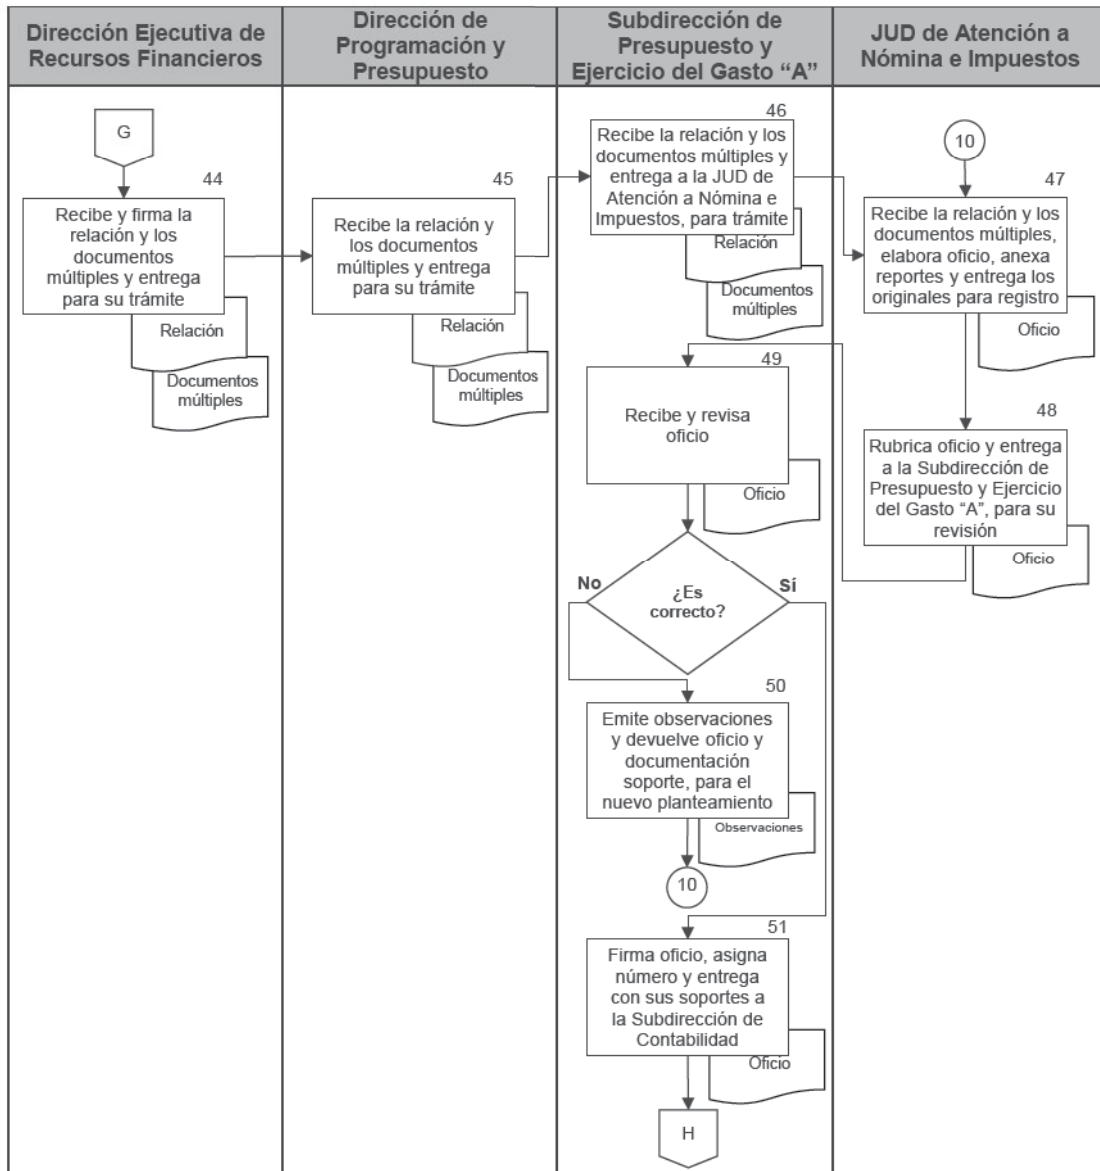 Dirección Ejecutiva de
Recursos Financieros
Dirección de
Programación y
Presupuesto
Subdirección de
Presupuesto y
Ejercicio del Gasto “A”
JUD de Atención a
Nómina e Impuestos
G
44
Recibe y firma la
relación y los
documentos
múltiples y entrega
para su trámite
Relación
Documentos
múltiples
45
Recibe la relación y
los documentos
múltiples y entrega
para su trámite
Relación
Documentos
múltiples
46
Recibe la relación y los
documentos múltiples y
entrega a la JUD de
Atención a Nómina e
Impuestos, para trámite
Relación
Documentos
múltiples
10
47
Recibe la relación y los
documentos múltiples,
elabora oficio, anexa
reportes y entrega los
originales para registro
Oficio
48
Rubrica oficio y entrega
a la Subdirección de
Presupuesto y Ejercicio
del Gasto “A”, para su
revisión
Oficio
49
Recibe y revisa
oficio
Oficio
¿Es
correcto?
No
Sí
50
Emite observaciones
y devuelve oficio y
documentación
soporte, para el
nuevo planteamiento
Observaciones
10
51
Firma oficio, asigna
número y entrega
con sus soportes a
la Subdirección de
Contabilidad
Oficio
H